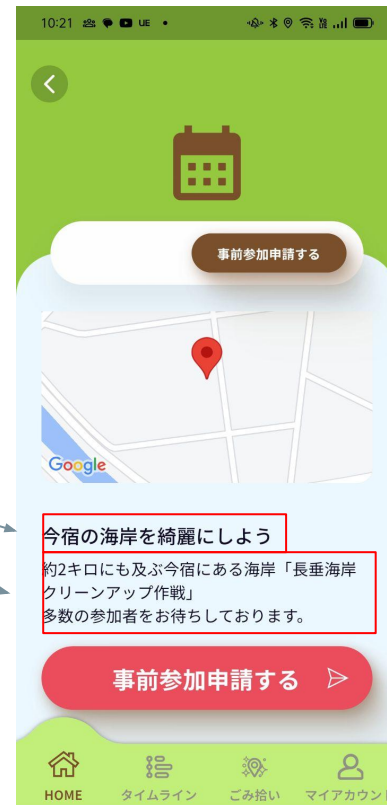 10:21
UE
事前参加申請する
Google
今宿の海岸を綺麗にしよう
約2キロにも及ぶ今宿にある海岸「長垂海岸
クリーンアップ作戦」
多数の参加者をお待ちしております。
事前参加申請する
HOME タイムライン ごみ拾い マイアカウント